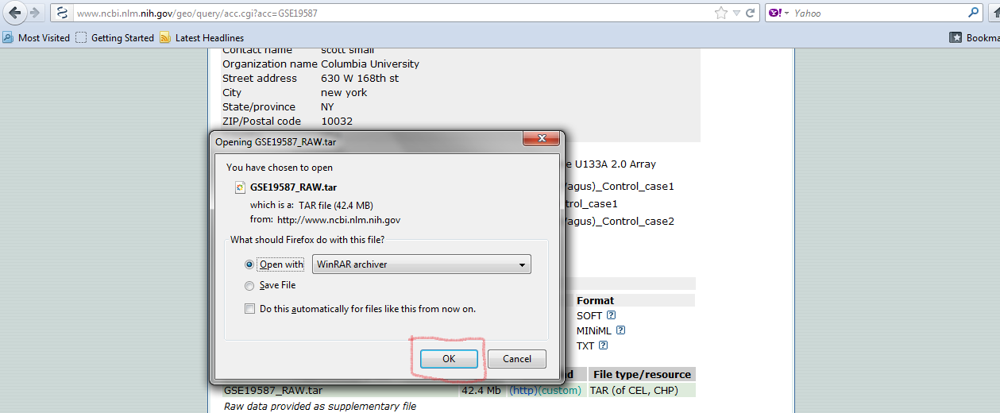 www.ncbi.nlm.nih.gov/geo/query/acc.cgi?acc=GSE19587
Yahoo
Most Visited Getting Started Latest Headlines
Contact name scott small
Organization name Columbia University
Street address 630 W 168th st
City new york
State/province NY
ZIP/Postal code 10032
Opening GSE19587_RAW.tar
You have chosen to open
GSE19587_RAW.tar
which is a: TAR file (42.4 MB)
from: http://www.ncbi.nlm.nih.gov
What should Firefox do with this file?
Open with WinRAR archiver
Save File
Do this automatically for files like this from now on.
OK Cancel
U133A 2.0 Array
agus)_Control_case1
trol_case1
agus)_Control_case2
Format
SOFT ?
MINiML ?
TXT ?
File type/resource
GSE19587_RAW.tar 42.4 Mb (http)(custom) TAR (of CEL, CHP)
Raw data provided as supplementary file